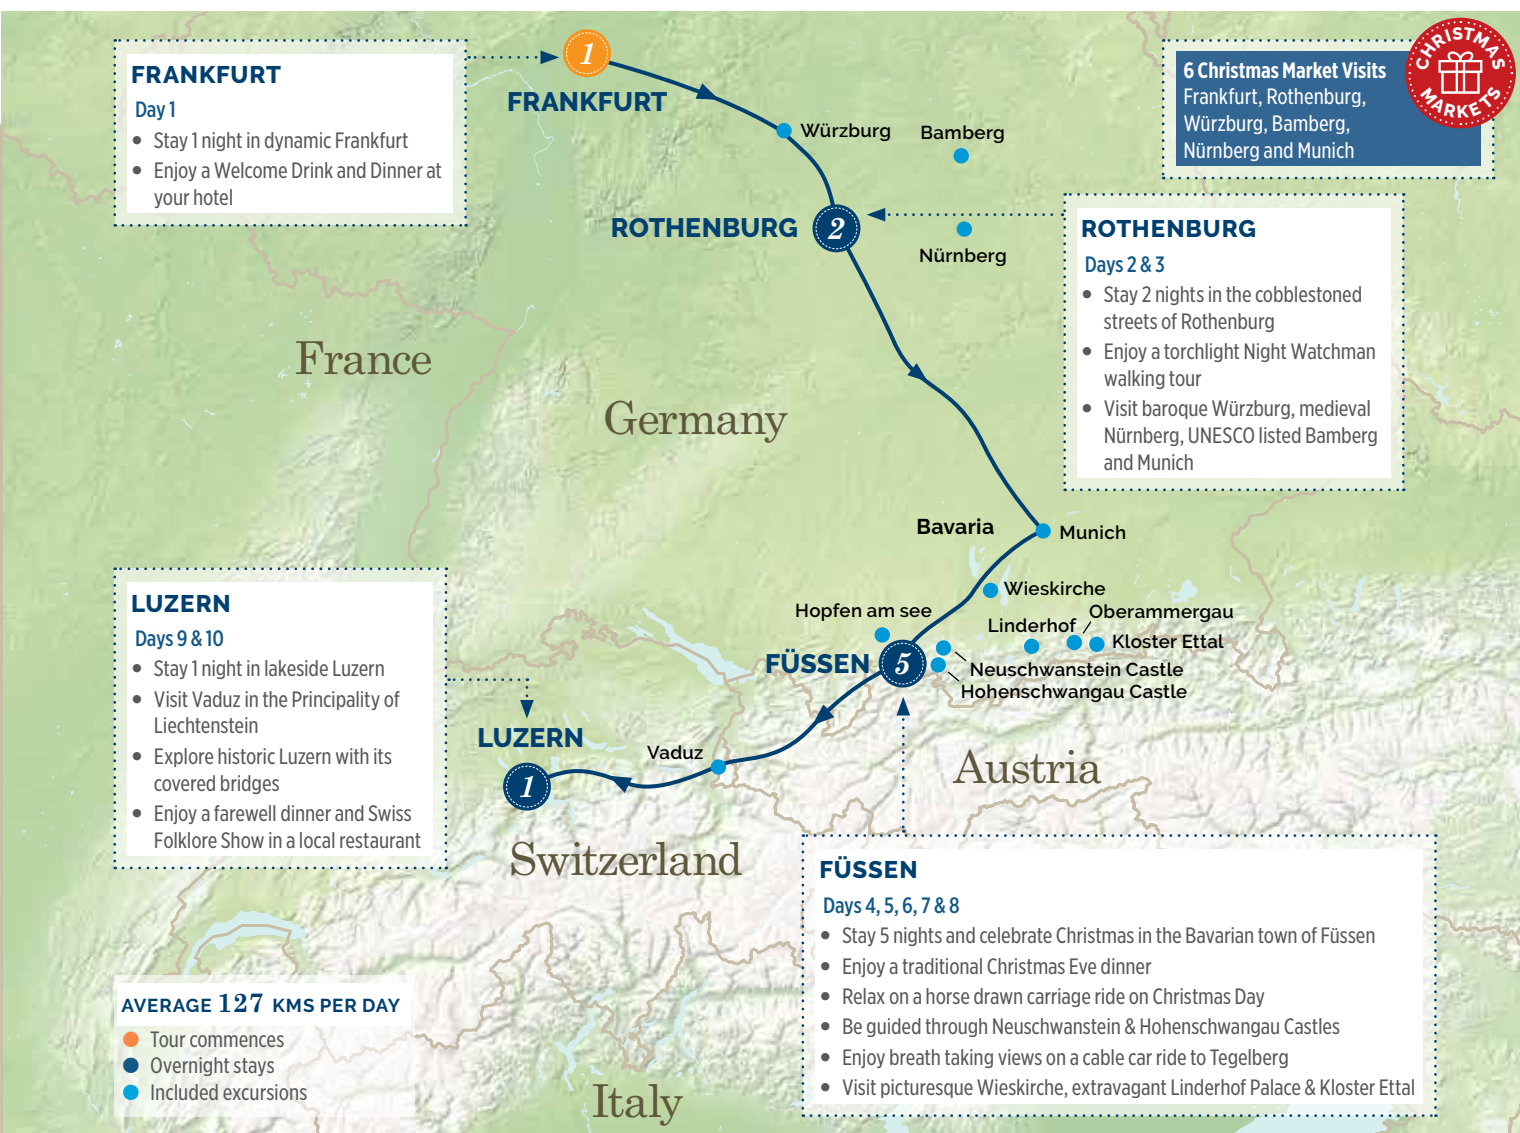 FRANKFURT
Day 1
• Stay 1 night in dynamic Frankfurt
• Enjoy a Welcome Drink and Dinner at
your hotel
1
FRANKFURT
Würzburg
Bamberg
6 Christmas Market Visits
Frankfurt, Rothenburg,
Würzburg, Bamberg,
Nürnberg and Munich
CHRISTMAS
MARKETS
ROTHENBURG
2
Nürnberg
ROTHENBURG
Days 2 & 3
• Stay 2 nights in the cobblestoned
streets of Rothenburg
• Enjoy a torchlight Night Watchman
walking tour
• Visit baroque Würzburg, medieval
Nürnberg, UNESCO listed Bamberg
and Munich
France
Germany
Bavaria
Munich
Wieskirche
Hopfen am see
Oberammergau
Linderhof
Kloster Ettal
FÜSSEN
5
Neuschwanstein Castle
Hohenschwangau Castle
LUZERN
Days 9 & 10
• Stay 1 night in lakeside Luzern
• Visit Vaduz in the Principality of
Liechtenstein
• Explore historic Luzern with its
covered bridges
• Enjoy a farewell dinner and Swiss
Folklore Show in a local restaurant
LUZERN
1
Vaduz
Austria
Switzerland
FÜSSEN
Days 4, 5, 6, 7 & 8
• Stay 5 nights and celebrate Christmas in the Bavarian town of Füssen
• Enjoy a traditional Christmas Eve dinner
• Relax on a horse drawn carriage ride on Christmas Day
• Be guided through Neuschwanstein & Hohenschwangau Castles
• Enjoy breath taking views on a cable car ride to Tegelberg
• Visit picturesque Wieskirche, extravagant Linderhof Palace & Kloster Ettal
AVERAGE 127 KMS PER DAY
Tour commences
Overnight stays
Included excursions
Italy